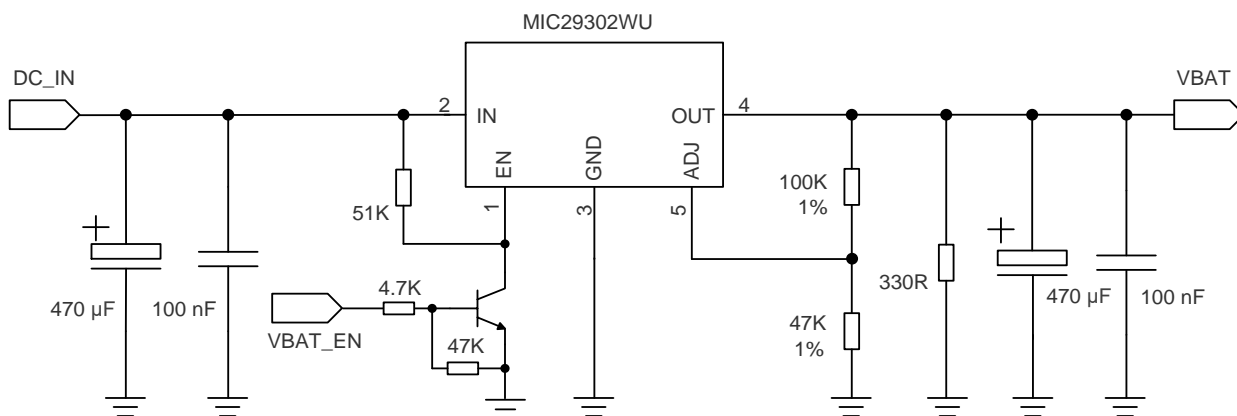 MIC29302WU
DC_IN
VBAT
2
IN
OUT
4
EN
GND
ADJ
1
3
5
51K
100K
1%
470 µF
100 nF
4.7K
VBAT_EN
47K
47K
1%
330R
470 µF
100 nF